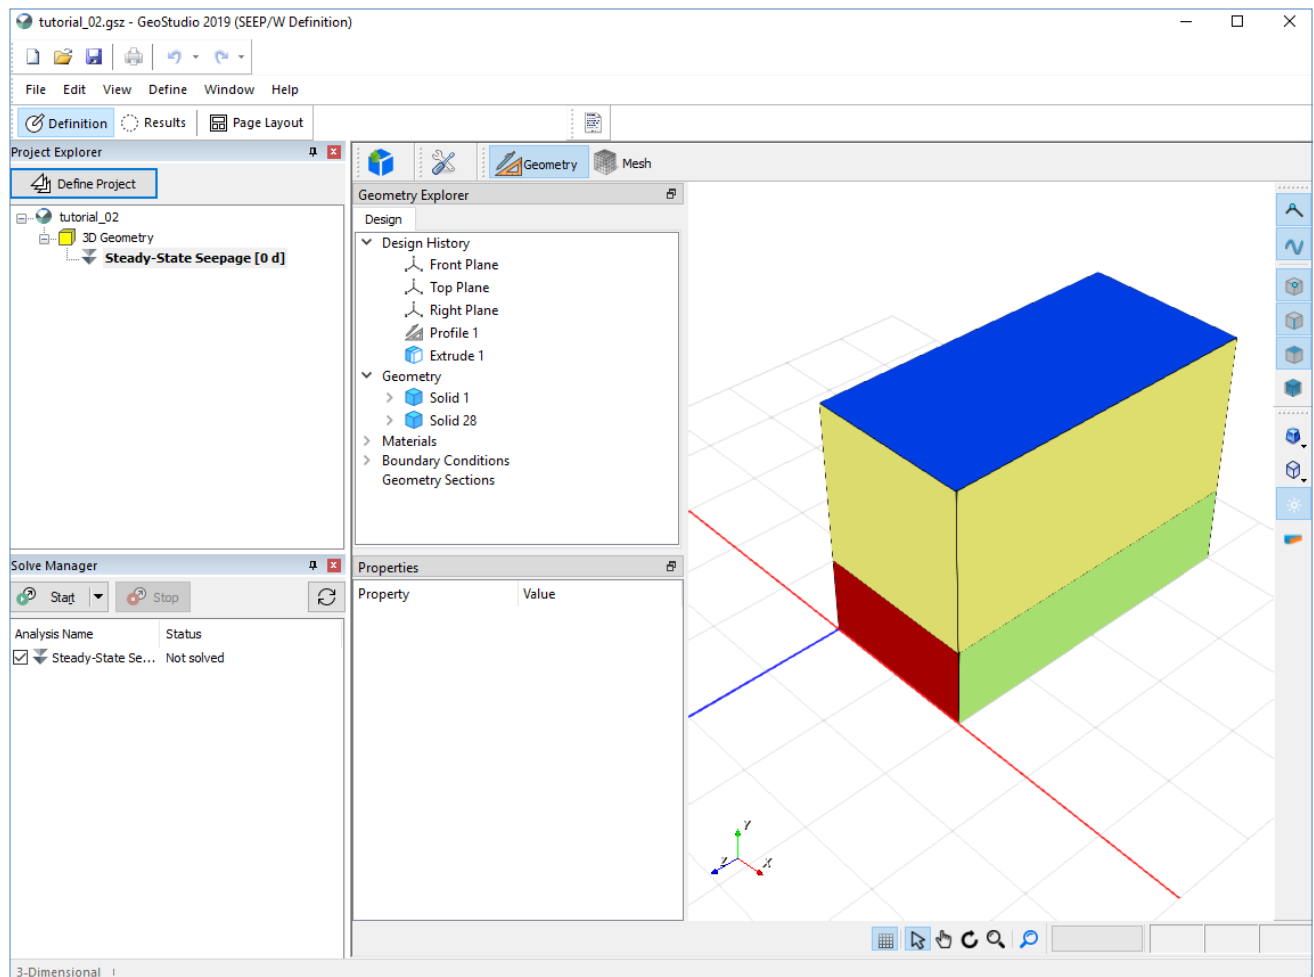 tutorial_02.gsz - GeoStudio 2019 (SEEP/W Definition)
File Edit View Define Window Help
Definition Results Page Layout
Project Explorer
Define Project
tutorial_02
3D Geometry
Steady-State Seepage [0 d]
Geometry Mesh
Geometry Explorer
Design
Design History
Front Plane
Top Plane
Right Plane
Profile 1
Extrude 1
Geometry
Solid 1
Solid 28
Materials
Boundary Conditions
Geometry Sections
Solve Manager
Start Stop
Analysis Name Status
Steady-State Se... Not solved
Properties
Property Value
Y
Z X
3-Dimensional